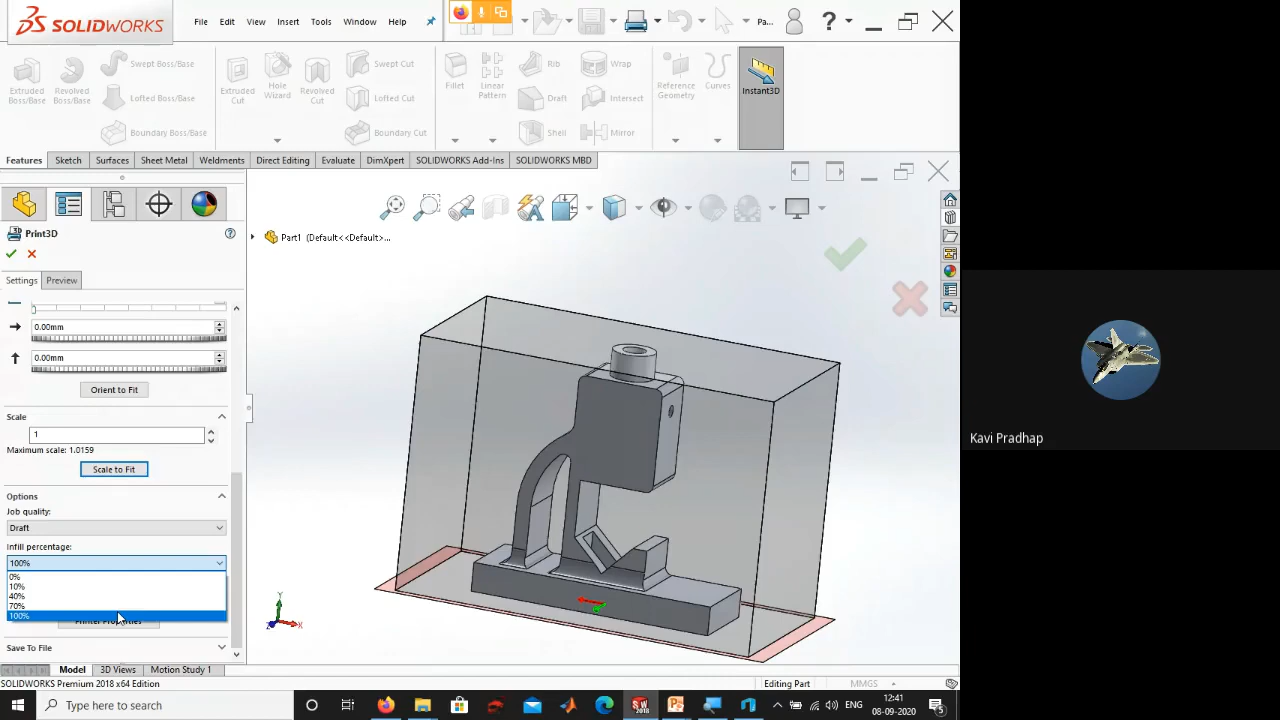 SOLIDWORKS
File Edit View Insert Tools Window Help
Pa...
Extruded Boss/Base
Revolved Boss/Base
Swept Boss/Base
Lofted Boss/Base
Boundary Boss/Base
Extruded Cut
Hole Wizard
Revolved Cut
Swept Cut
Lofted Cut
Boundary Cut
Fillet
Linear Pattern
Rib
Draft
Shell
Wrap
Intersect
Mirror
Reference Geometry
Curves
Instant3D
Features Sketch Surfaces Sheet Metal Weldments Direct Editing Evaluate DimXpert SOLIDWORKS Add-Ins SOLIDWORKS MBD
Print3D
Part1 (Default<<Default>...
Settings Preview
0.00mm
0.00mm
Orient to Fit
Scale
1
Maximum scale: 1.0159
Scale to Fit
Options
Job quality:
Draft
Infill percentage:
100%
0%
10%
40%
70%
100%
Printer Properties
Save To File
Y
X
Z
Kavi Pradhap
Model 3D Views Motion Study 1
SOLIDWORKS Premium 2018 x64 Edition
Editing Part
MMGS
Type here to search
SW
2018
ENG
12:41
08-09-2020
5